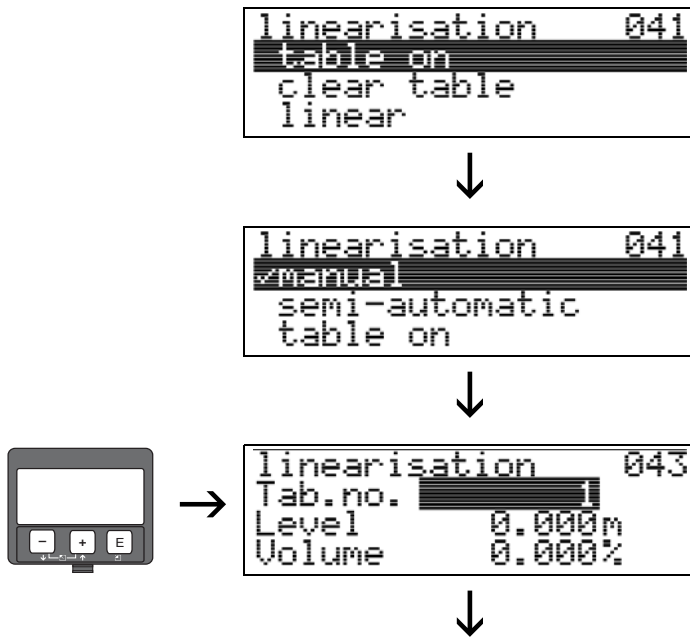 linearisation 041
table on
clear table
linear
linearisation 041
✓manual
semi-automatic
table on
linearisation 043
Tab.no. 1
Level 0.000m
Volume 0.000%
− + E